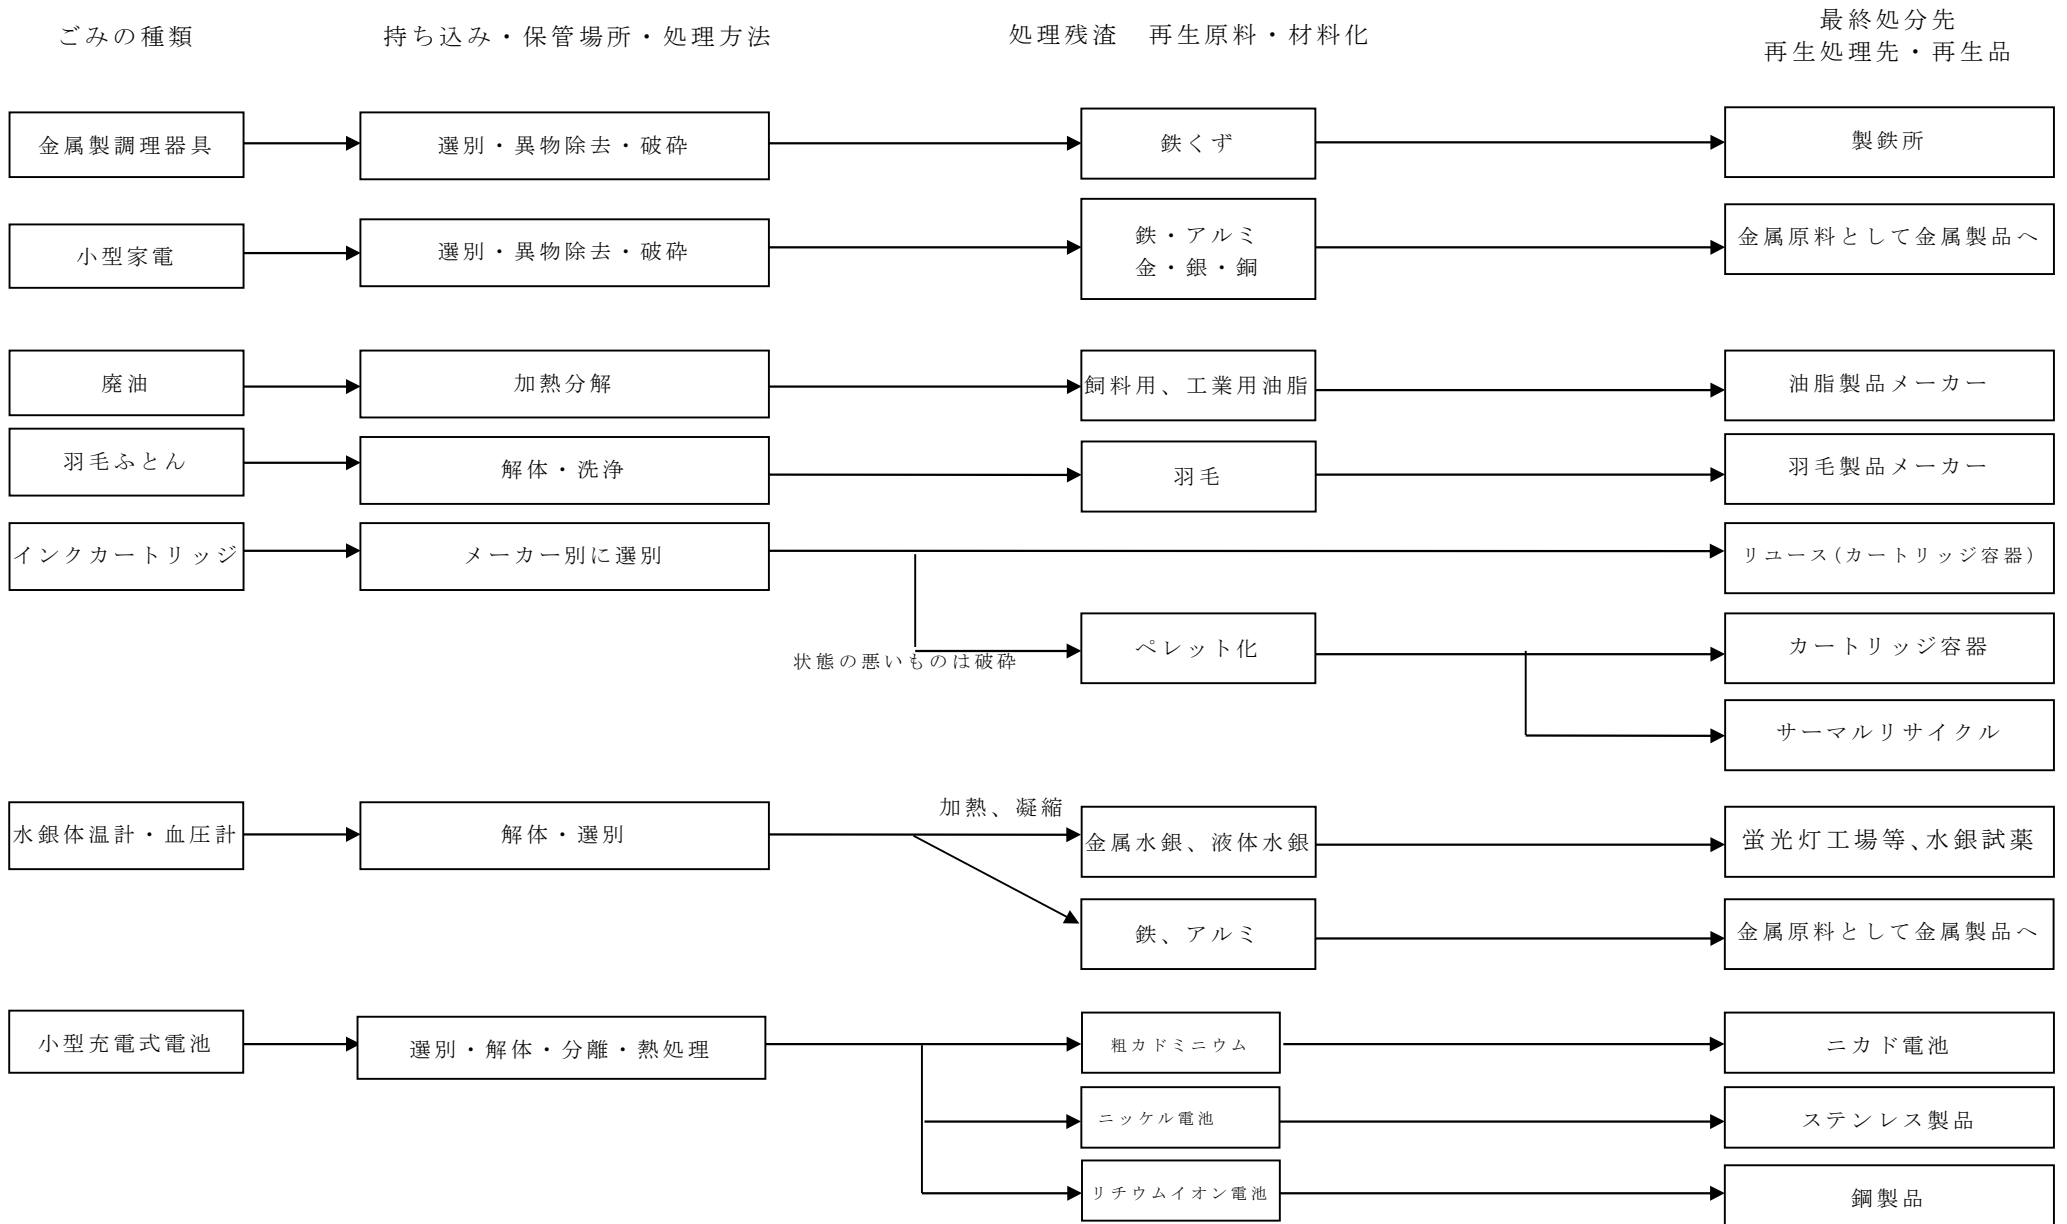 ごみの種類
持ち込み・保管場所・処理方法
処理残渣　再生原料・材料化
最終処分先
再生処理先・再生品
金属製調理器具
選別・異物除去・破砕
鉄くず
製鉄所
小型家電
選別・異物除去・破砕
鉄・アルミ
金・銀・銅
金属原料として金属製品へ
廃油
加熱分解
飼料用、工業用油脂
油脂製品メーカー
羽毛ふとん
解体・洗浄
羽毛
羽毛製品メーカー
インクカートリッジ
メーカー別に選別
リユース(カートリッジ容器)
状態の悪いものは破砕
ペレット化
カートリッジ容器
サーマルリサイクル
水銀体温計・血圧計
解体・選別
加熱、凝縮
金属水銀、液体水銀
蛍光灯工場等、水銀試薬
鉄、アルミ
金属原料として金属製品へ
小型充電式電池
選別・解体・分離・熱処理
粗カドミニウム
ニカド電池
ニッケル電池
ステンレス製品
リチウムイオン電池
鋼製品